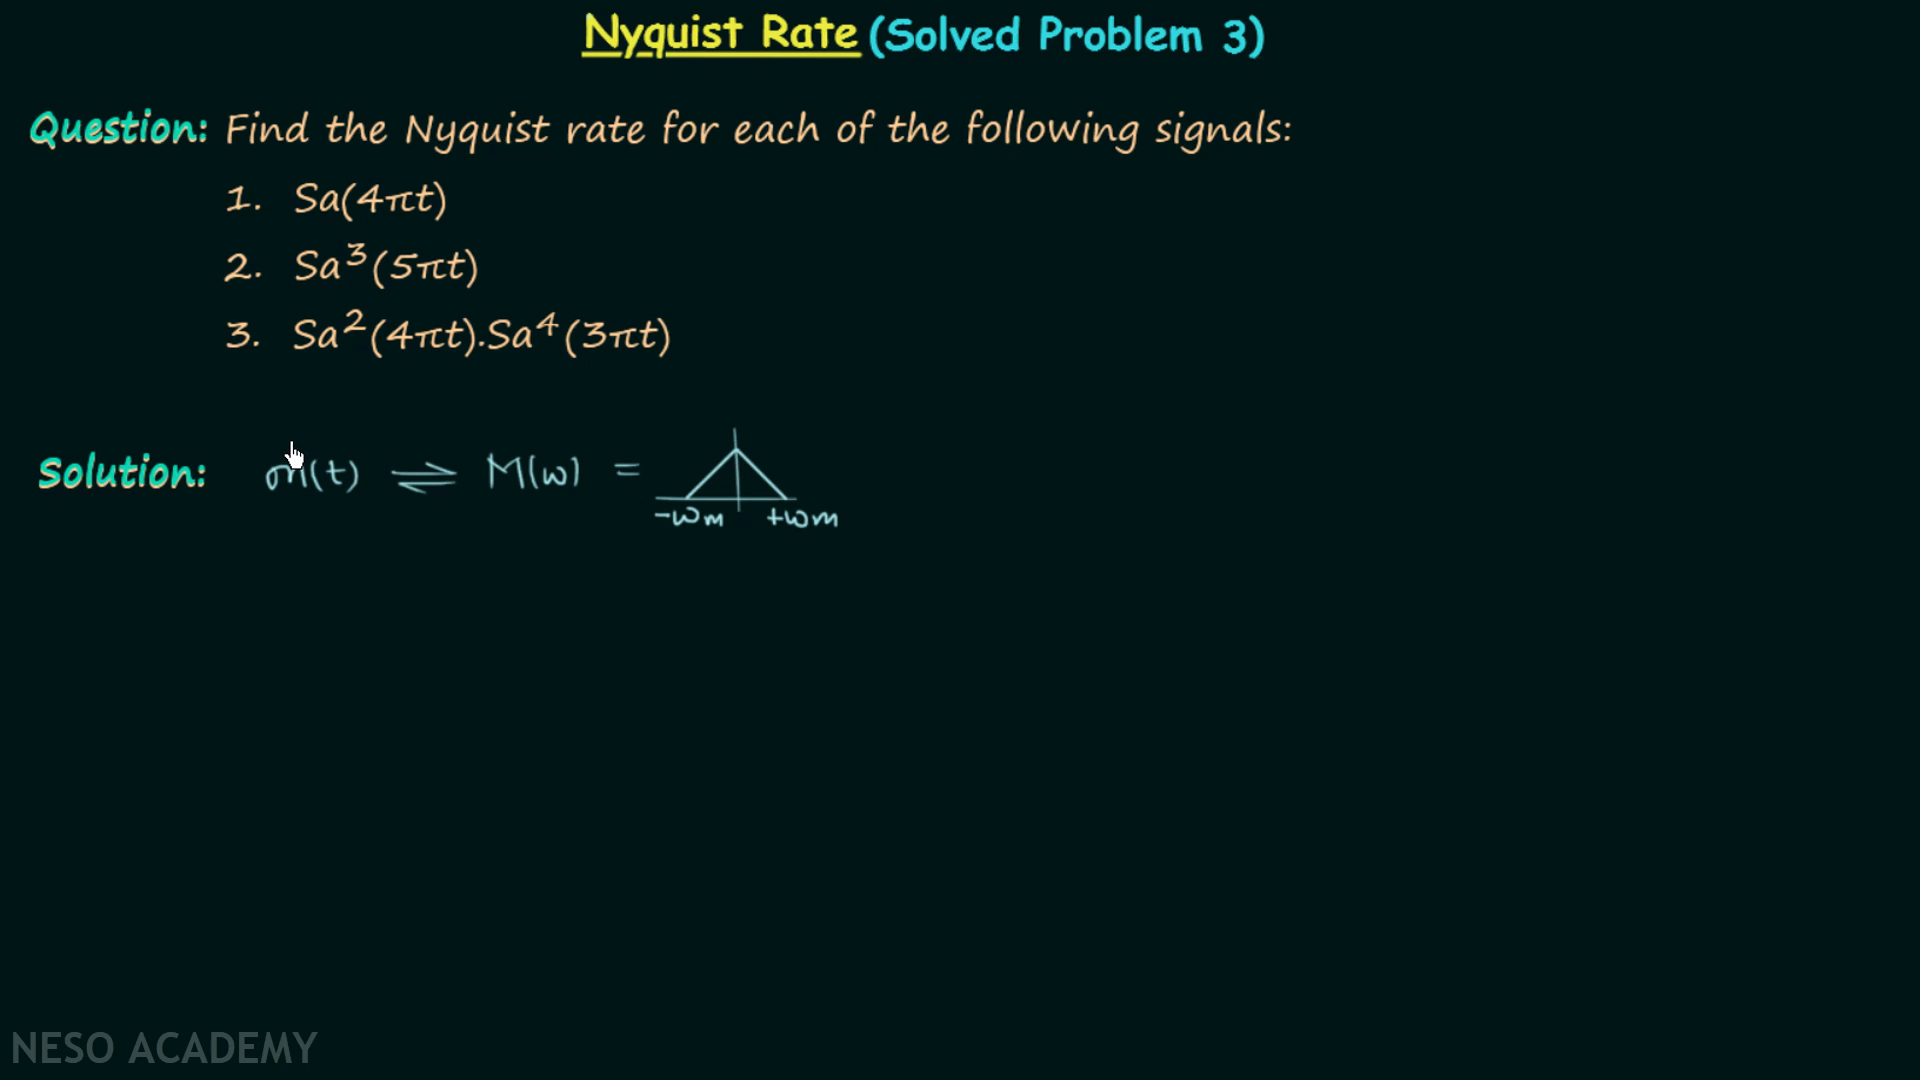 Nyquist Rate (Solved Problem 3)
Question: Find the Nyquist rate for each of the following signals:
1. Sa(4πt)
2. Sa³(5πt)
3. Sa²(4πt).Sa⁴(3πt)
Solution: m(t) ⇌ M(ω) =
-ωm +ωm
NESO ACADEMY